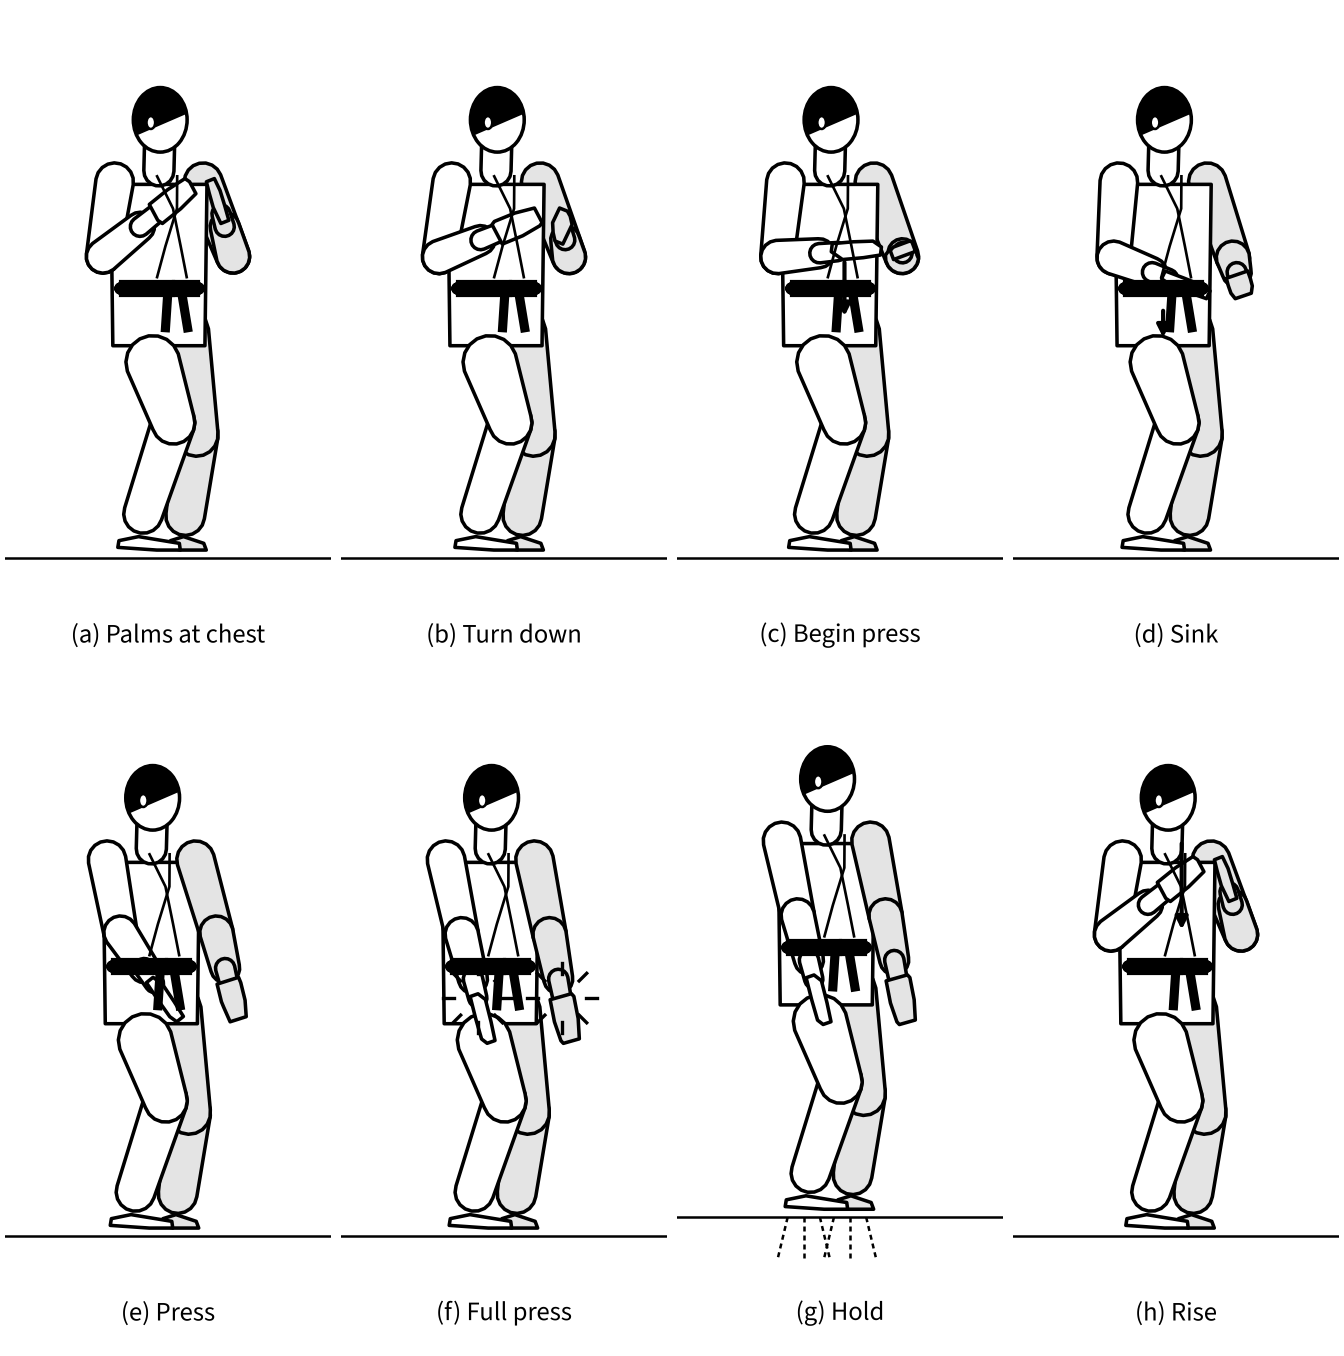 (a) Palms at chest
(b) Turn down
(c) Begin press
(d) Sink
(e) Press
(f) Full press
(g) Hold
(h) Rise